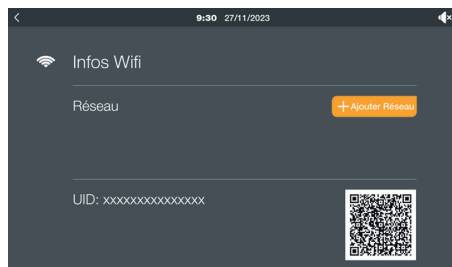 9:30 27/11/2023
Infos Wifi
Réseau
+ Ajouter Réseau
UID: xxxxxxxxxxxxxxx